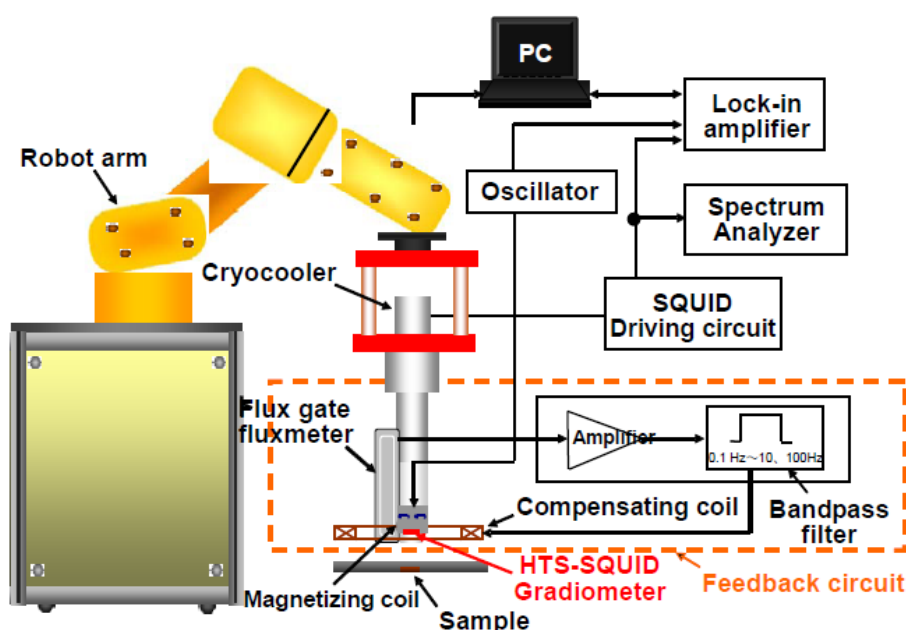 PC
Lock-in
amplifier
Robot arm
Oscillator
Spectrum
Analyzer
Cryocooler
SQUID
Driving circuit
Flux gate
fluxmeter
Amplifier
0.1 Hz～10、100Hz
Compensating coil
Bandpass
filter
HTS-SQUID
Gradiometer
Feedback circuit
Magnetizing coil
Sample